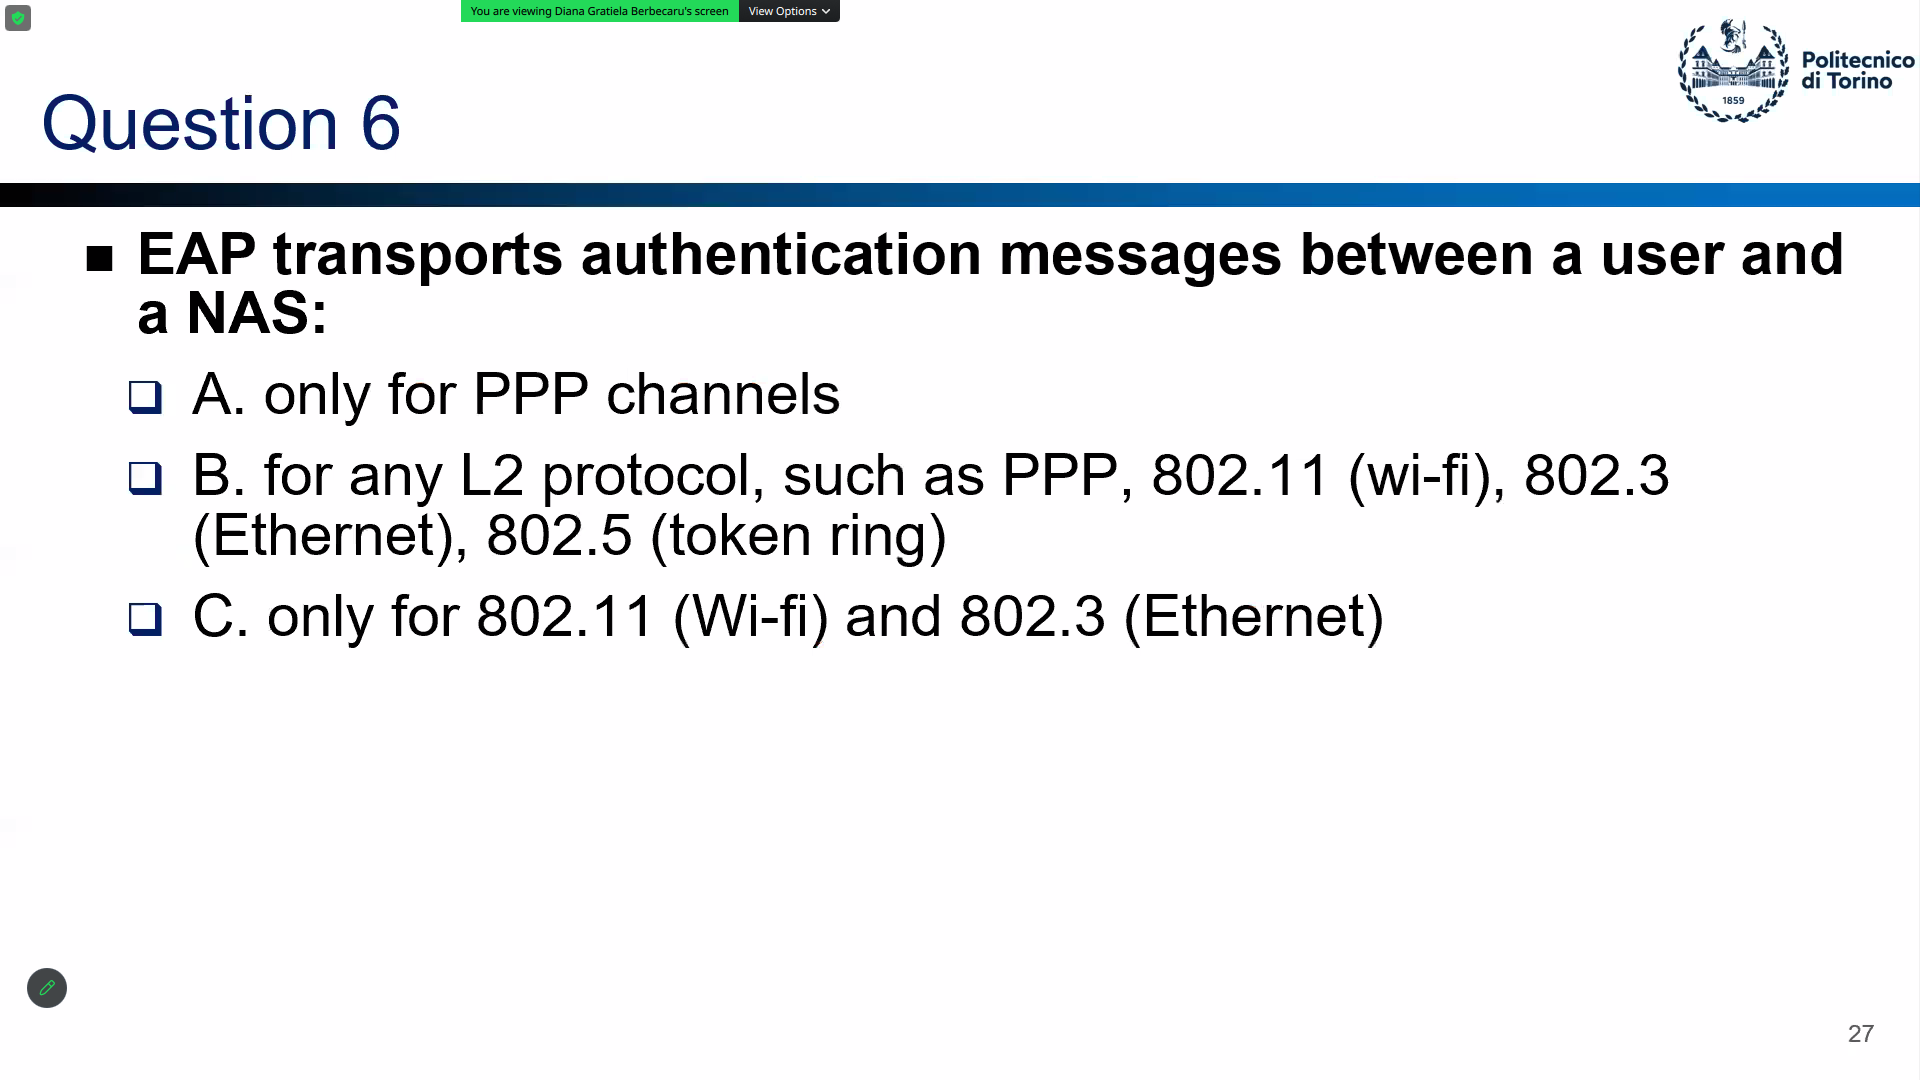 You are viewing Diana Gratiela Berbecaru's screen View Options
Politecnico
di Torino
1859
Question 6
EAP transports authentication messages between a user and
a NAS:
A. only for PPP channels
B. for any L2 protocol, such as PPP, 802.11 (wi-fi), 802.3
(Ethernet), 802.5 (token ring)
C. only for 802.11 (Wi-fi) and 802.3 (Ethernet)
27